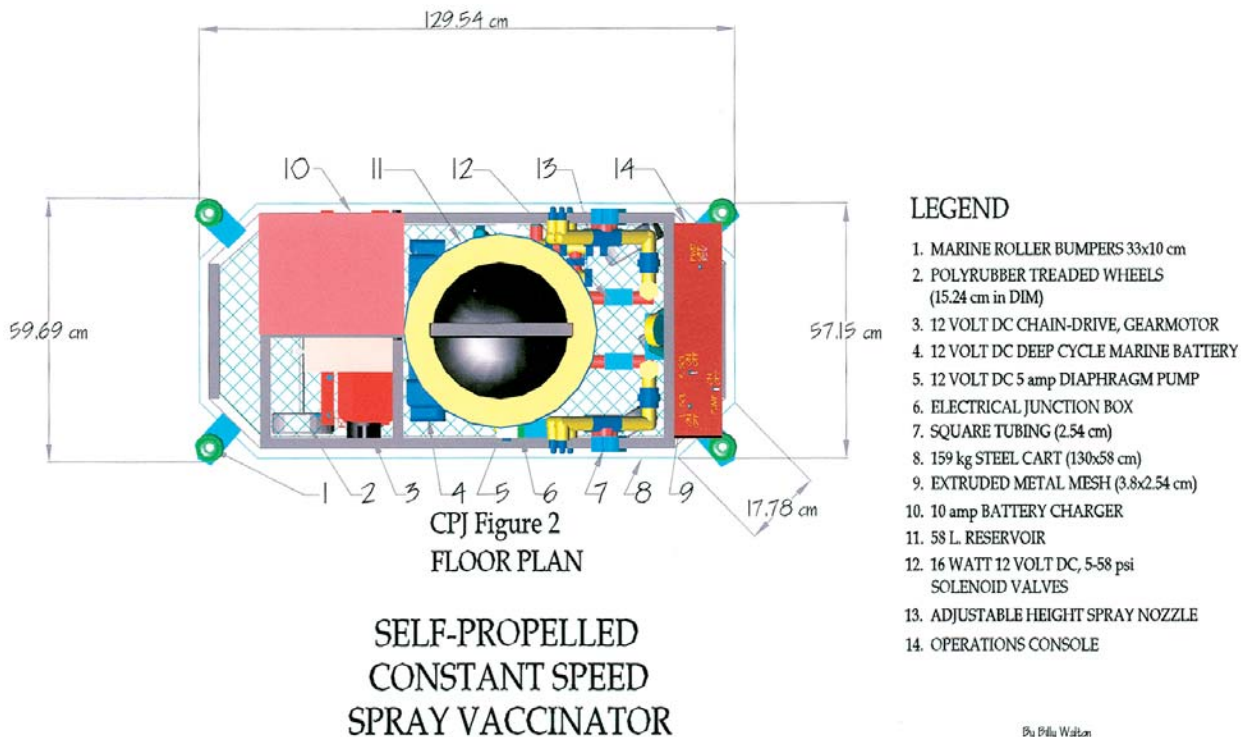 129.54 cm
10 11 12 13 14
59.69 cm
57.15 cm
1 2 3 4 5 6 7 8 9
17.78 cm
CPJ Figure 2
FLOOR PLAN
SELF-PROPELLED
CONSTANT SPEED
SPRAY VACCINATOR
LEGEND
1. MARINE ROLLER BUMPERS 33x10 cm
2. POLYRUBBER TREADED WHEELS
(15.24 cm in DIM)
3. 12 VOLT DC CHAIN-DRIVE, GEARMOTOR
4. 12 VOLT DC DEEP CYCLE MARINE BATTERY
5. 12 VOLT DC 5 amp DIAPHRAGM PUMP
6. ELECTRICAL JUNCTION BOX
7. SQUARE TUBING (2.54 cm)
8. 159 kg STEEL CART (130x58 cm)
9. EXTRUDED METAL MESH (3.8x2.54 cm)
10. 10 amp BATTERY CHARGER
11. 58 L. RESERVOIR
12. 16 WATT 12 VOLT DC, 5-58 psi
SOLENOID VALVES
13. ADJUSTABLE HEIGHT SPRAY NOZZLE
14. OPERATIONS CONSOLE
By Billy Walton